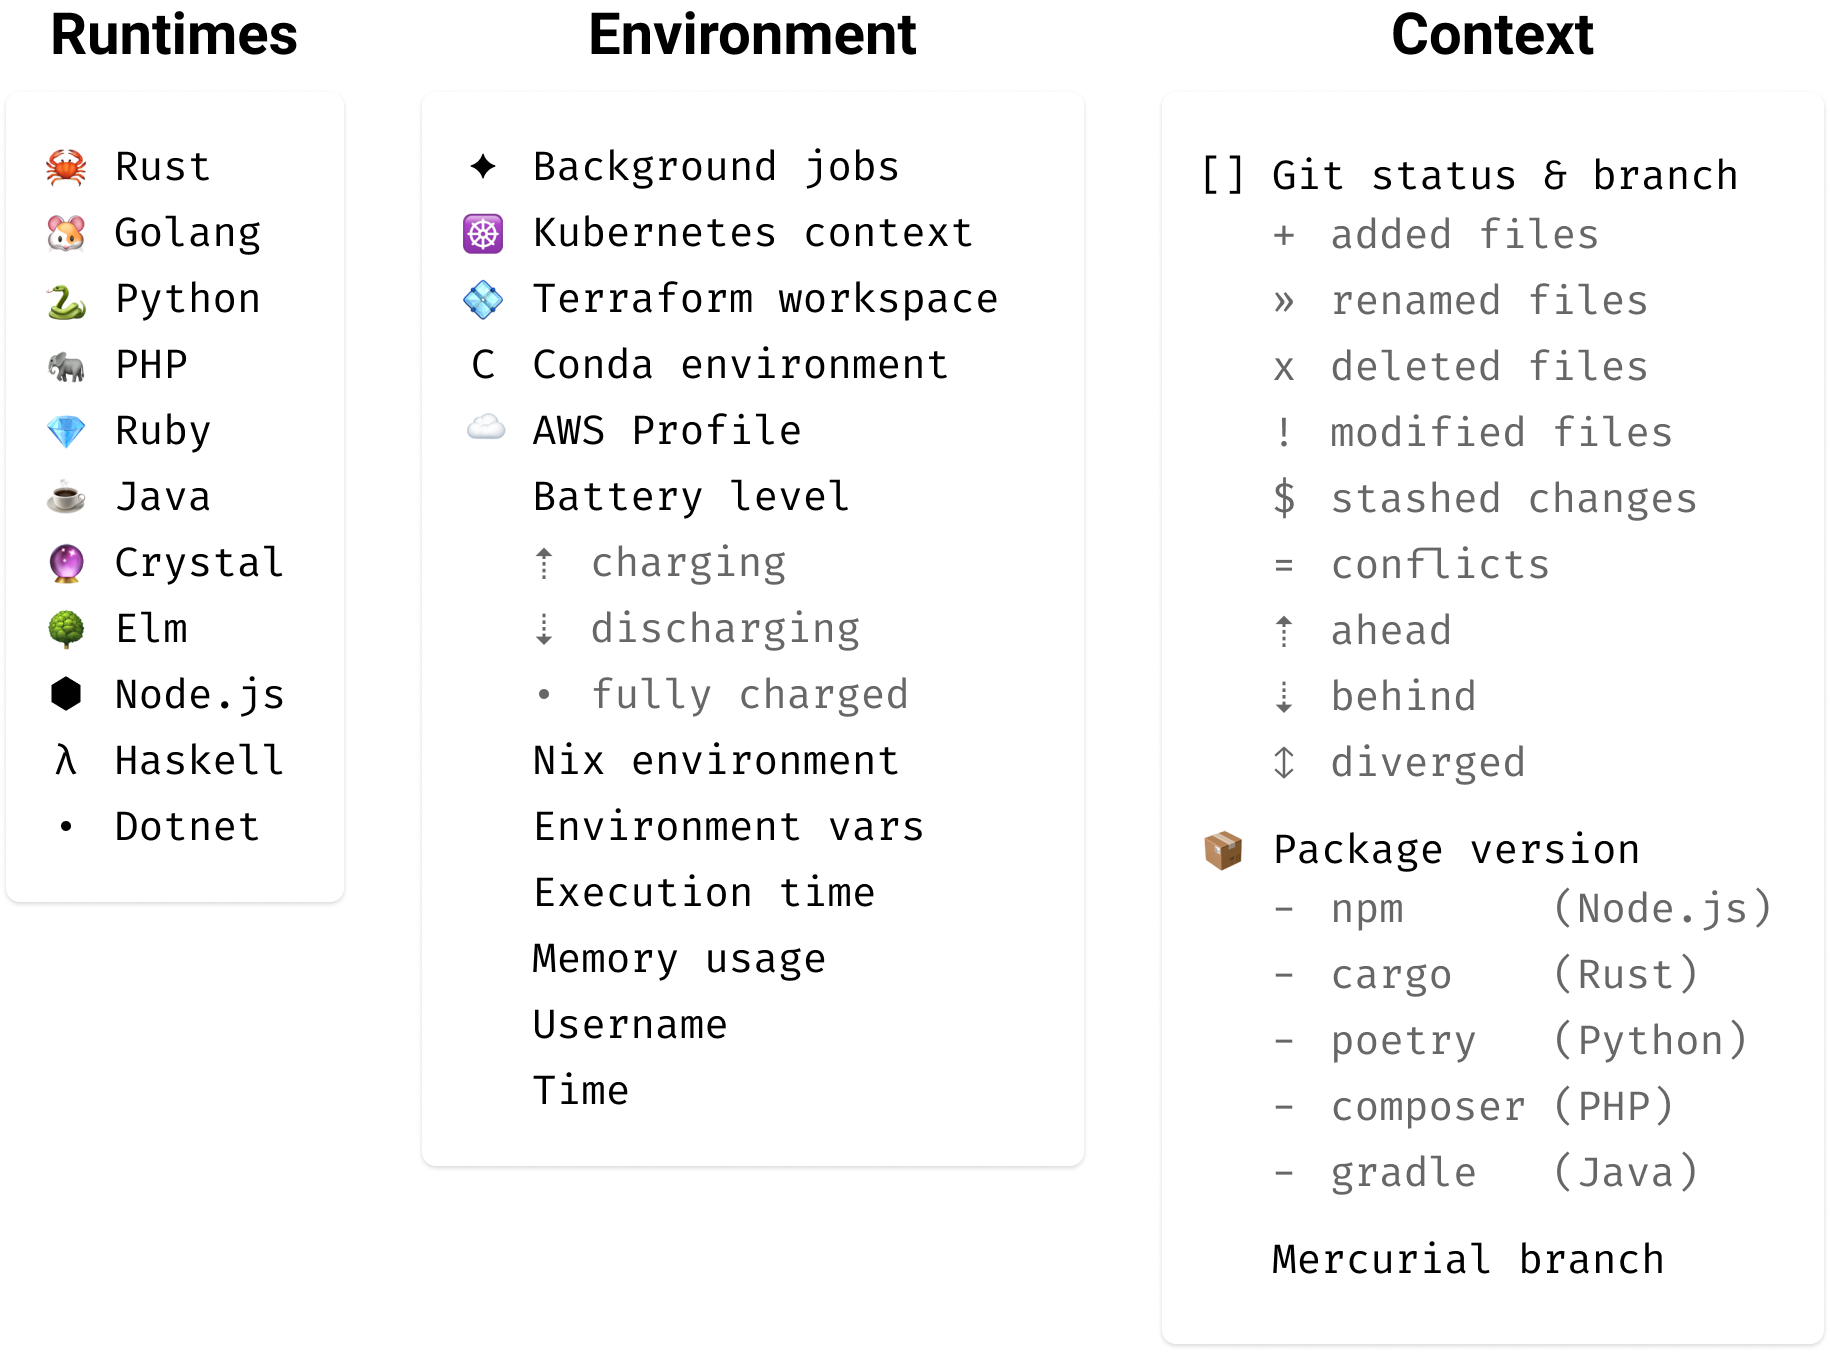 Runtimes
🦀 Rust
🐹 Golang
🐍 Python
🐘 PHP
💎 Ruby
☕ Java
🔮 Crystal
🌳 Elm
⬢ Node.js
λ Haskell
• Dotnet
Environment
✦ Background jobs
☸ Kubernetes context
💠 Terraform workspace
C Conda environment
☁️ AWS Profile
Battery level
⇡ charging
⇣ discharging
• fully charged
Nix environment
Environment vars
Execution time
Memory usage
Username
Time
Context
[] Git status & branch
+ added files
» renamed files
x deleted files
! modified files
$ stashed changes
= conflicts
⇡ ahead
⇣ behind
⇕ diverged
📦 Package version
- npm (Node.js)
- cargo (Rust)
- poetry (Python)
- composer (PHP)
- gradle (Java)
Mercurial branch